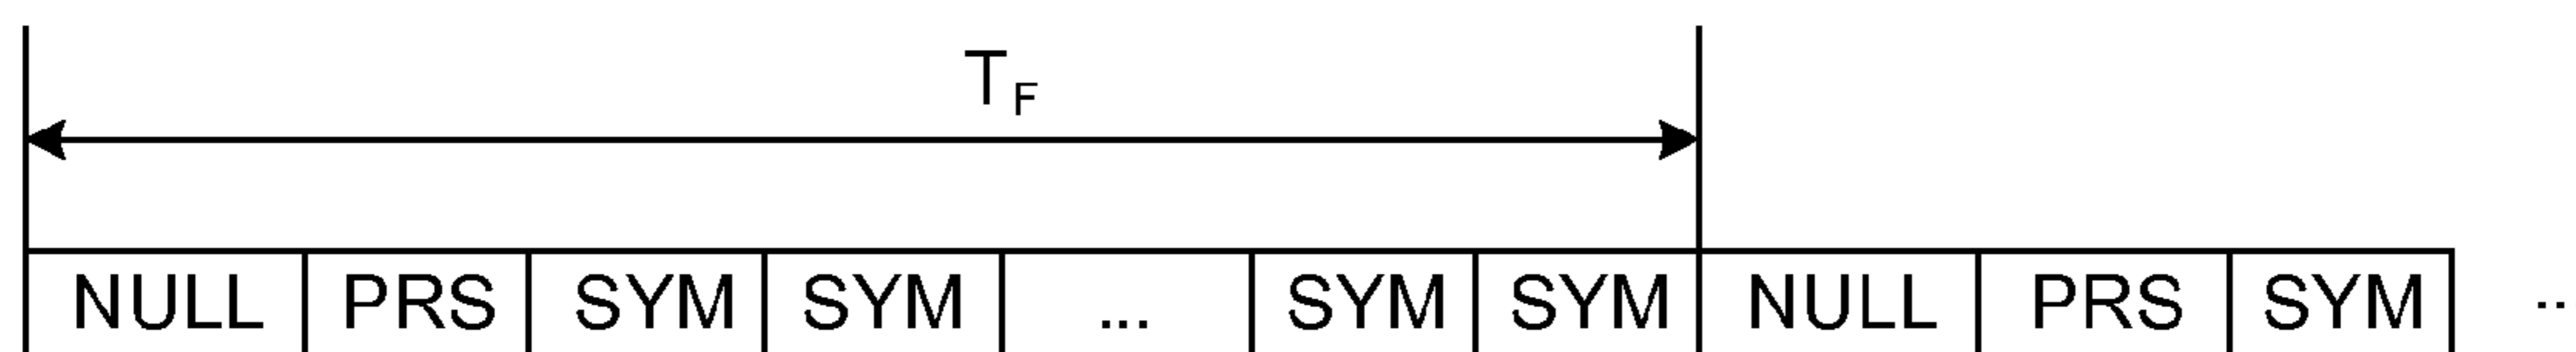 T_F
NULL PRS SYM SYM ... SYM SYM NULL PRS SYM ..